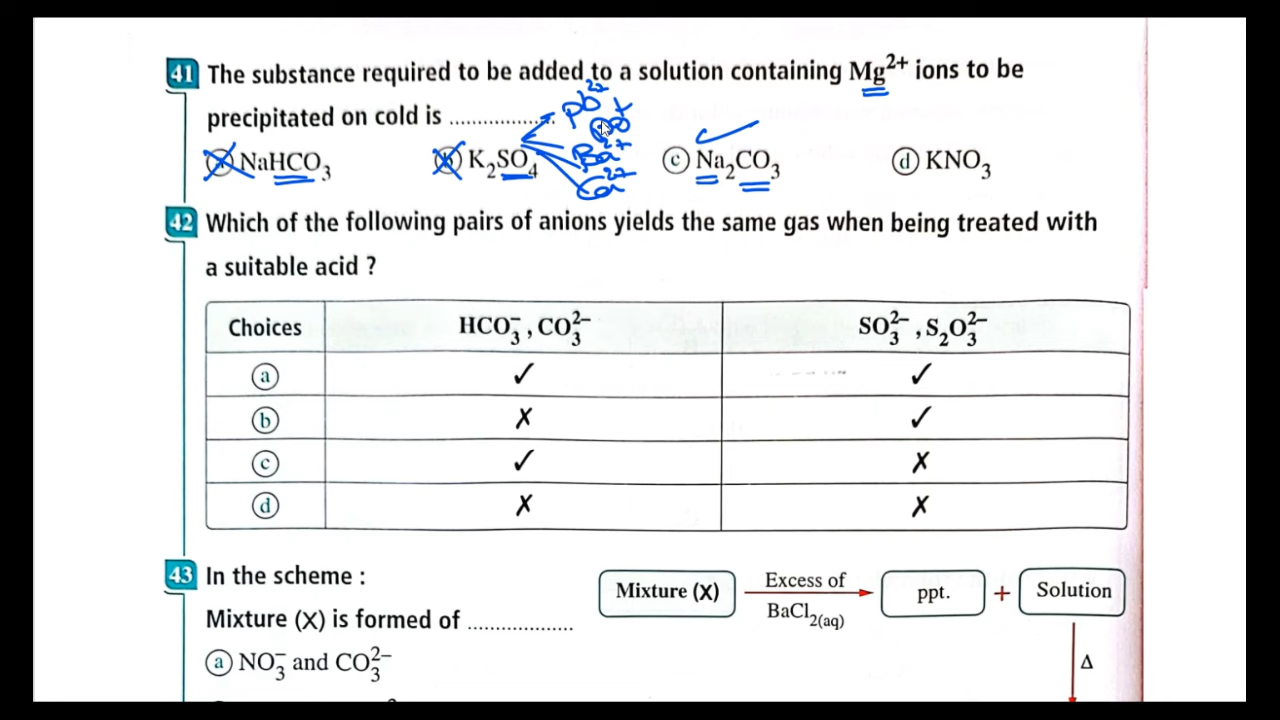 41 The substance required to be added to a solution containing Mg²⁺ ions to be
precipitated on cold is ...................
Pb²⁺
Ba²⁺
Ca²⁺
ⓐ NaHCO₃ ⓑ K₂SO₄ ⓒ Na₂CO₃ ⓓ KNO₃
42 Which of the following pairs of anions yields the same gas when being treated with
a suitable acid ?
Choices HCO₃⁻ , CO₃²⁻ SO₃²⁻ , S₂O₃²⁻
ⓐ ✓ ✓
ⓑ ✗ ✓
ⓒ ✓ ✗
ⓓ ✗ ✗
43 In the scheme :
Mixture (X) Excess of BaCl₂(aq) ppt. + Solution
Mixture (X) is formed of ...................
Δ
ⓐ NO₃⁻ and CO₃²⁻